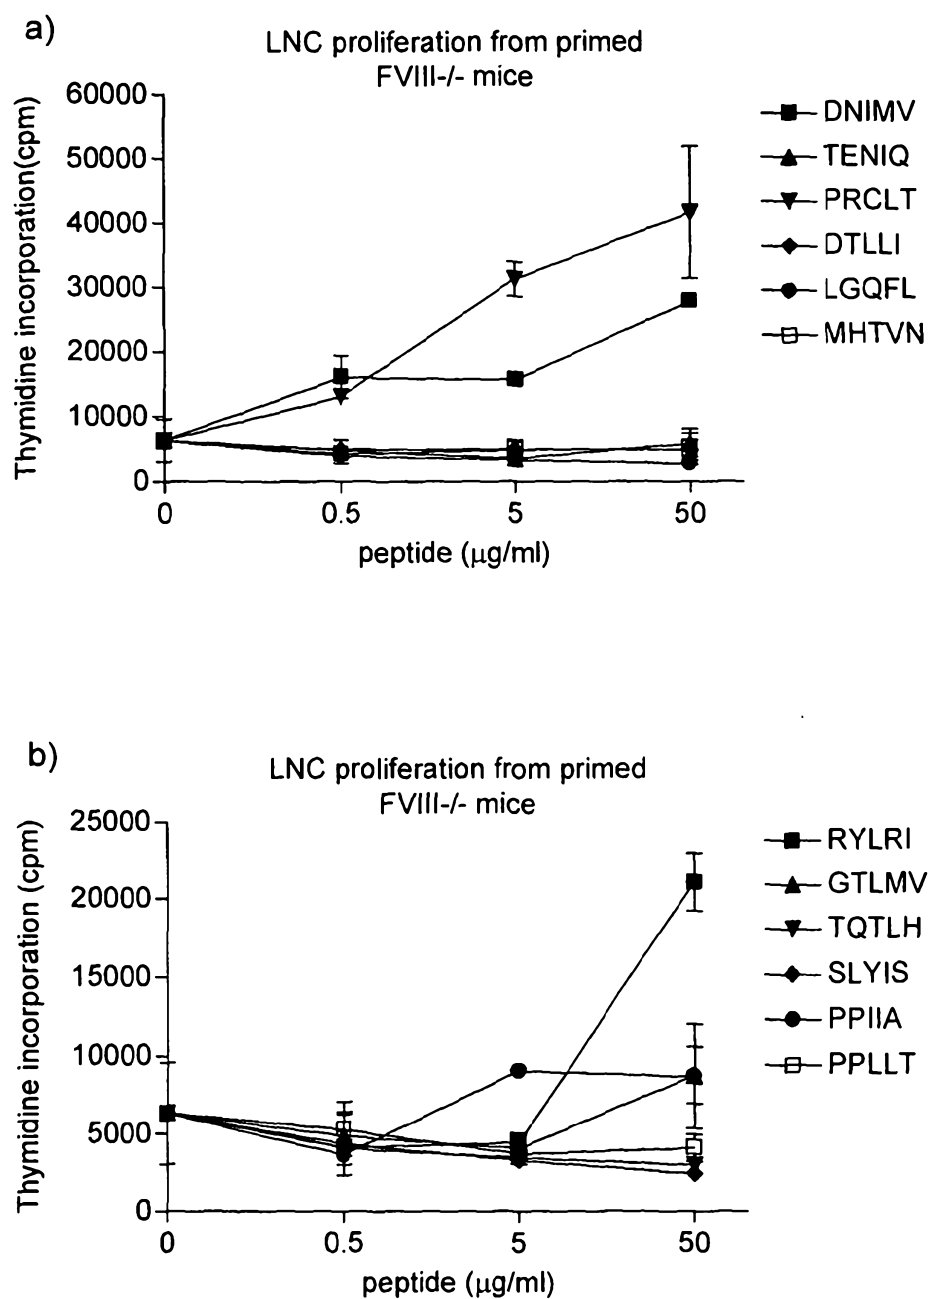 a)
LNC proliferation from primed
FVIII-/- mice
Thymidine incorporation(cpm)
60000
50000
40000
30000
20000
10000
0
0 0.5 5 50
peptide (μg/ml)
DNIMV
TENIQ
PRCLT
DTLLI
LGQFL
MHTVN
b)
LNC proliferation from primed
FVIII-/- mice
Thymidine incorporation (cpm)
25000
20000
15000
10000
5000
0
0 0.5 5 50
peptide (μg/ml)
RYLRI
GTLMV
TQTLH
SLYIS
PPIIA
PPLLT